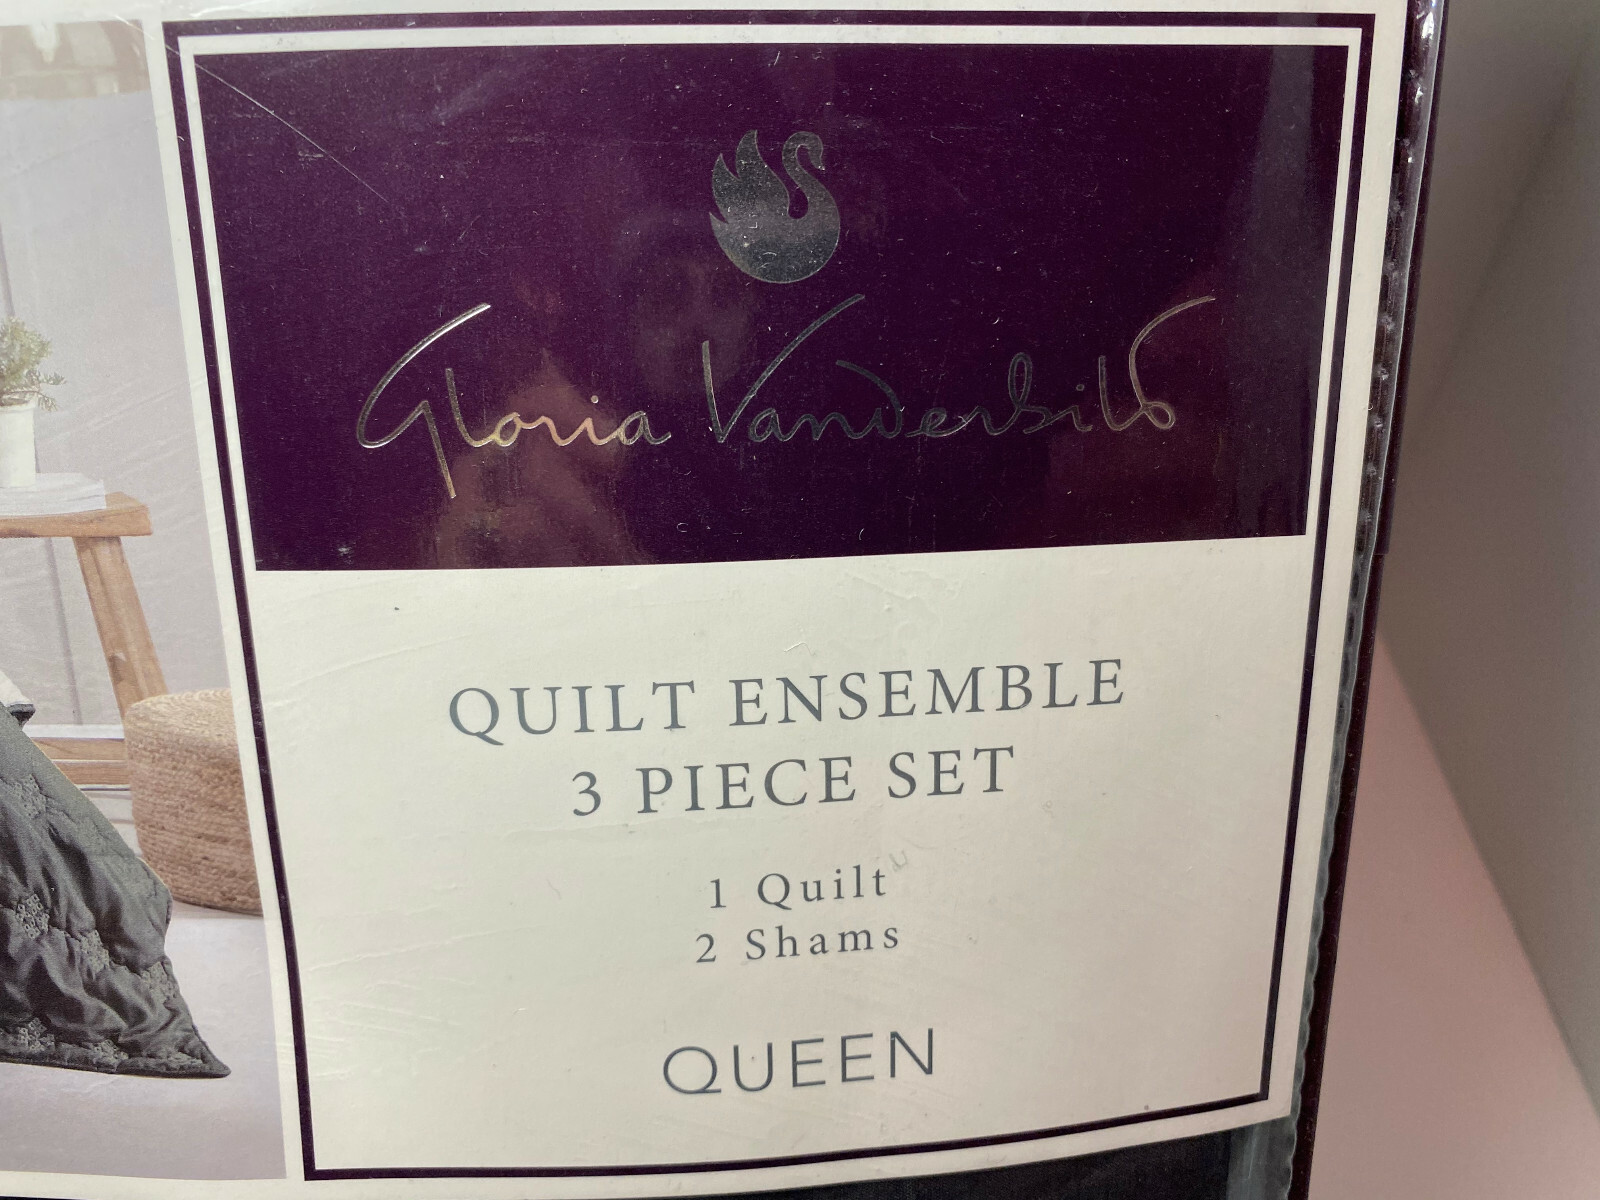 Gloria Vanderbilt
QUILT ENSEMBLE
3 PIECE SET
1 Quilt
2 Shams
QUEEN